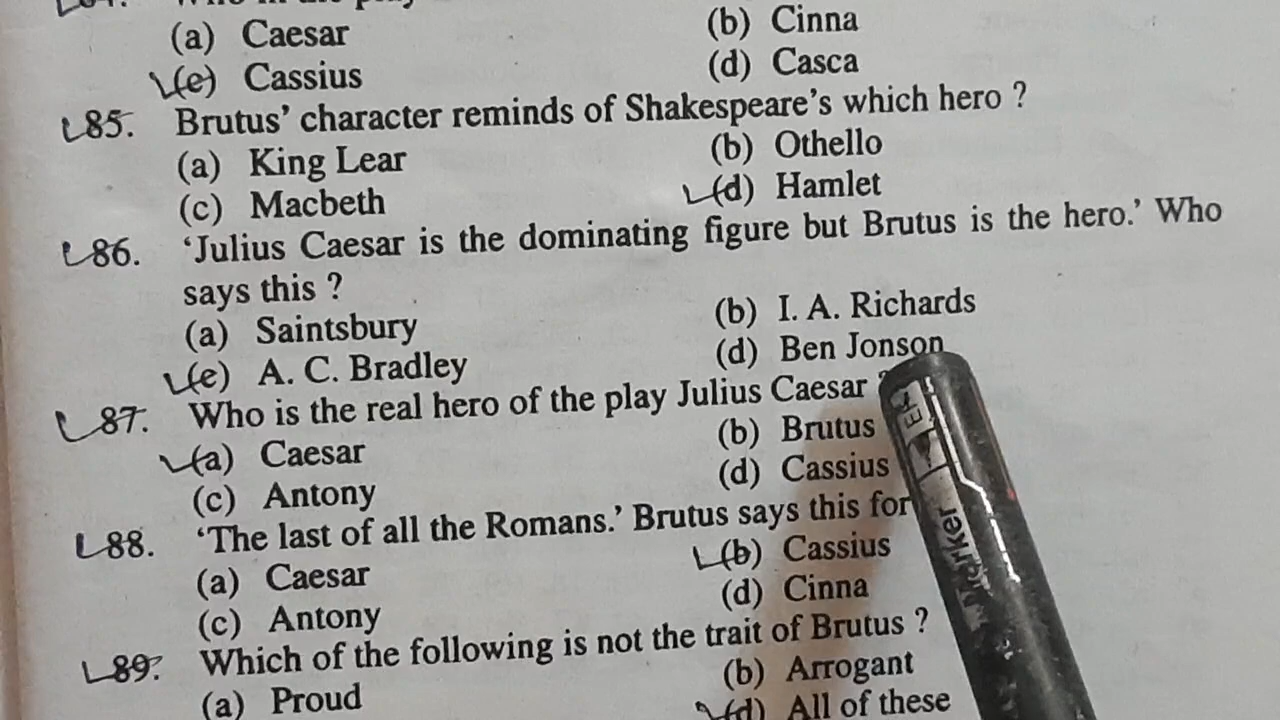 (a) Caesar (b) Cinna
(c) Cassius (d) Casca
85. Brutus' character reminds of Shakespeare's which hero ?
(a) King Lear (b) Othello
(c) Macbeth (d) Hamlet
86. 'Julius Caesar is the dominating figure but Brutus is the hero.' Who
says this ?
(a) Saintsbury (b) I. A. Richards
(c) A. C. Bradley (d) Ben Jonson
87. Who is the real hero of the play Julius Caesar ?
(a) Caesar (b) Brutus
(c) Antony (d) Cassius
88. 'The last of all the Romans.' Brutus says this for
(a) Caesar (b) Cassius
(c) Antony (d) Cinna
89. Which of the following is not the trait of Brutus ?
(a) Proud (b) Arrogant
(d) All of these
Marker